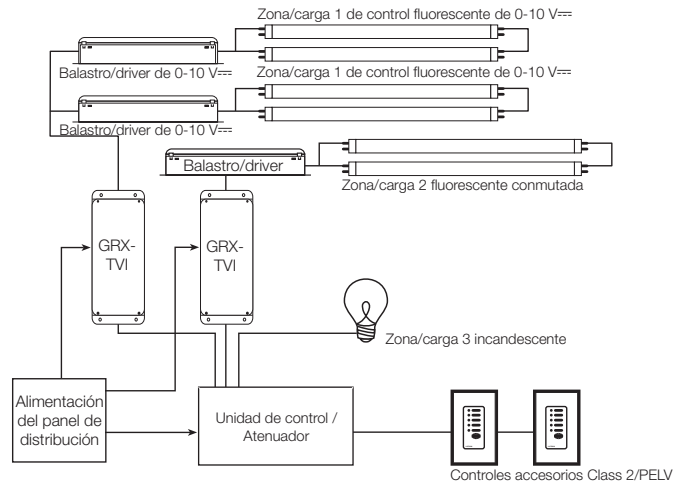 Zona/carga 1 de control fluorescente de 0-10 V⎓
Balastro/driver de 0-10 V⎓
Zona/carga 1 de control fluorescente de 0-10 V⎓
Balastro/driver de 0-10 V⎓
Balastro/driver
Zona/carga 2 fluorescente conmutada
GRX-
TVI
GRX-
TVI
Zona/carga 3 incandescente
Alimentación
del panel de
distribución
Unidad de control /
Atenuador
Controles accesorios Class 2/PELV